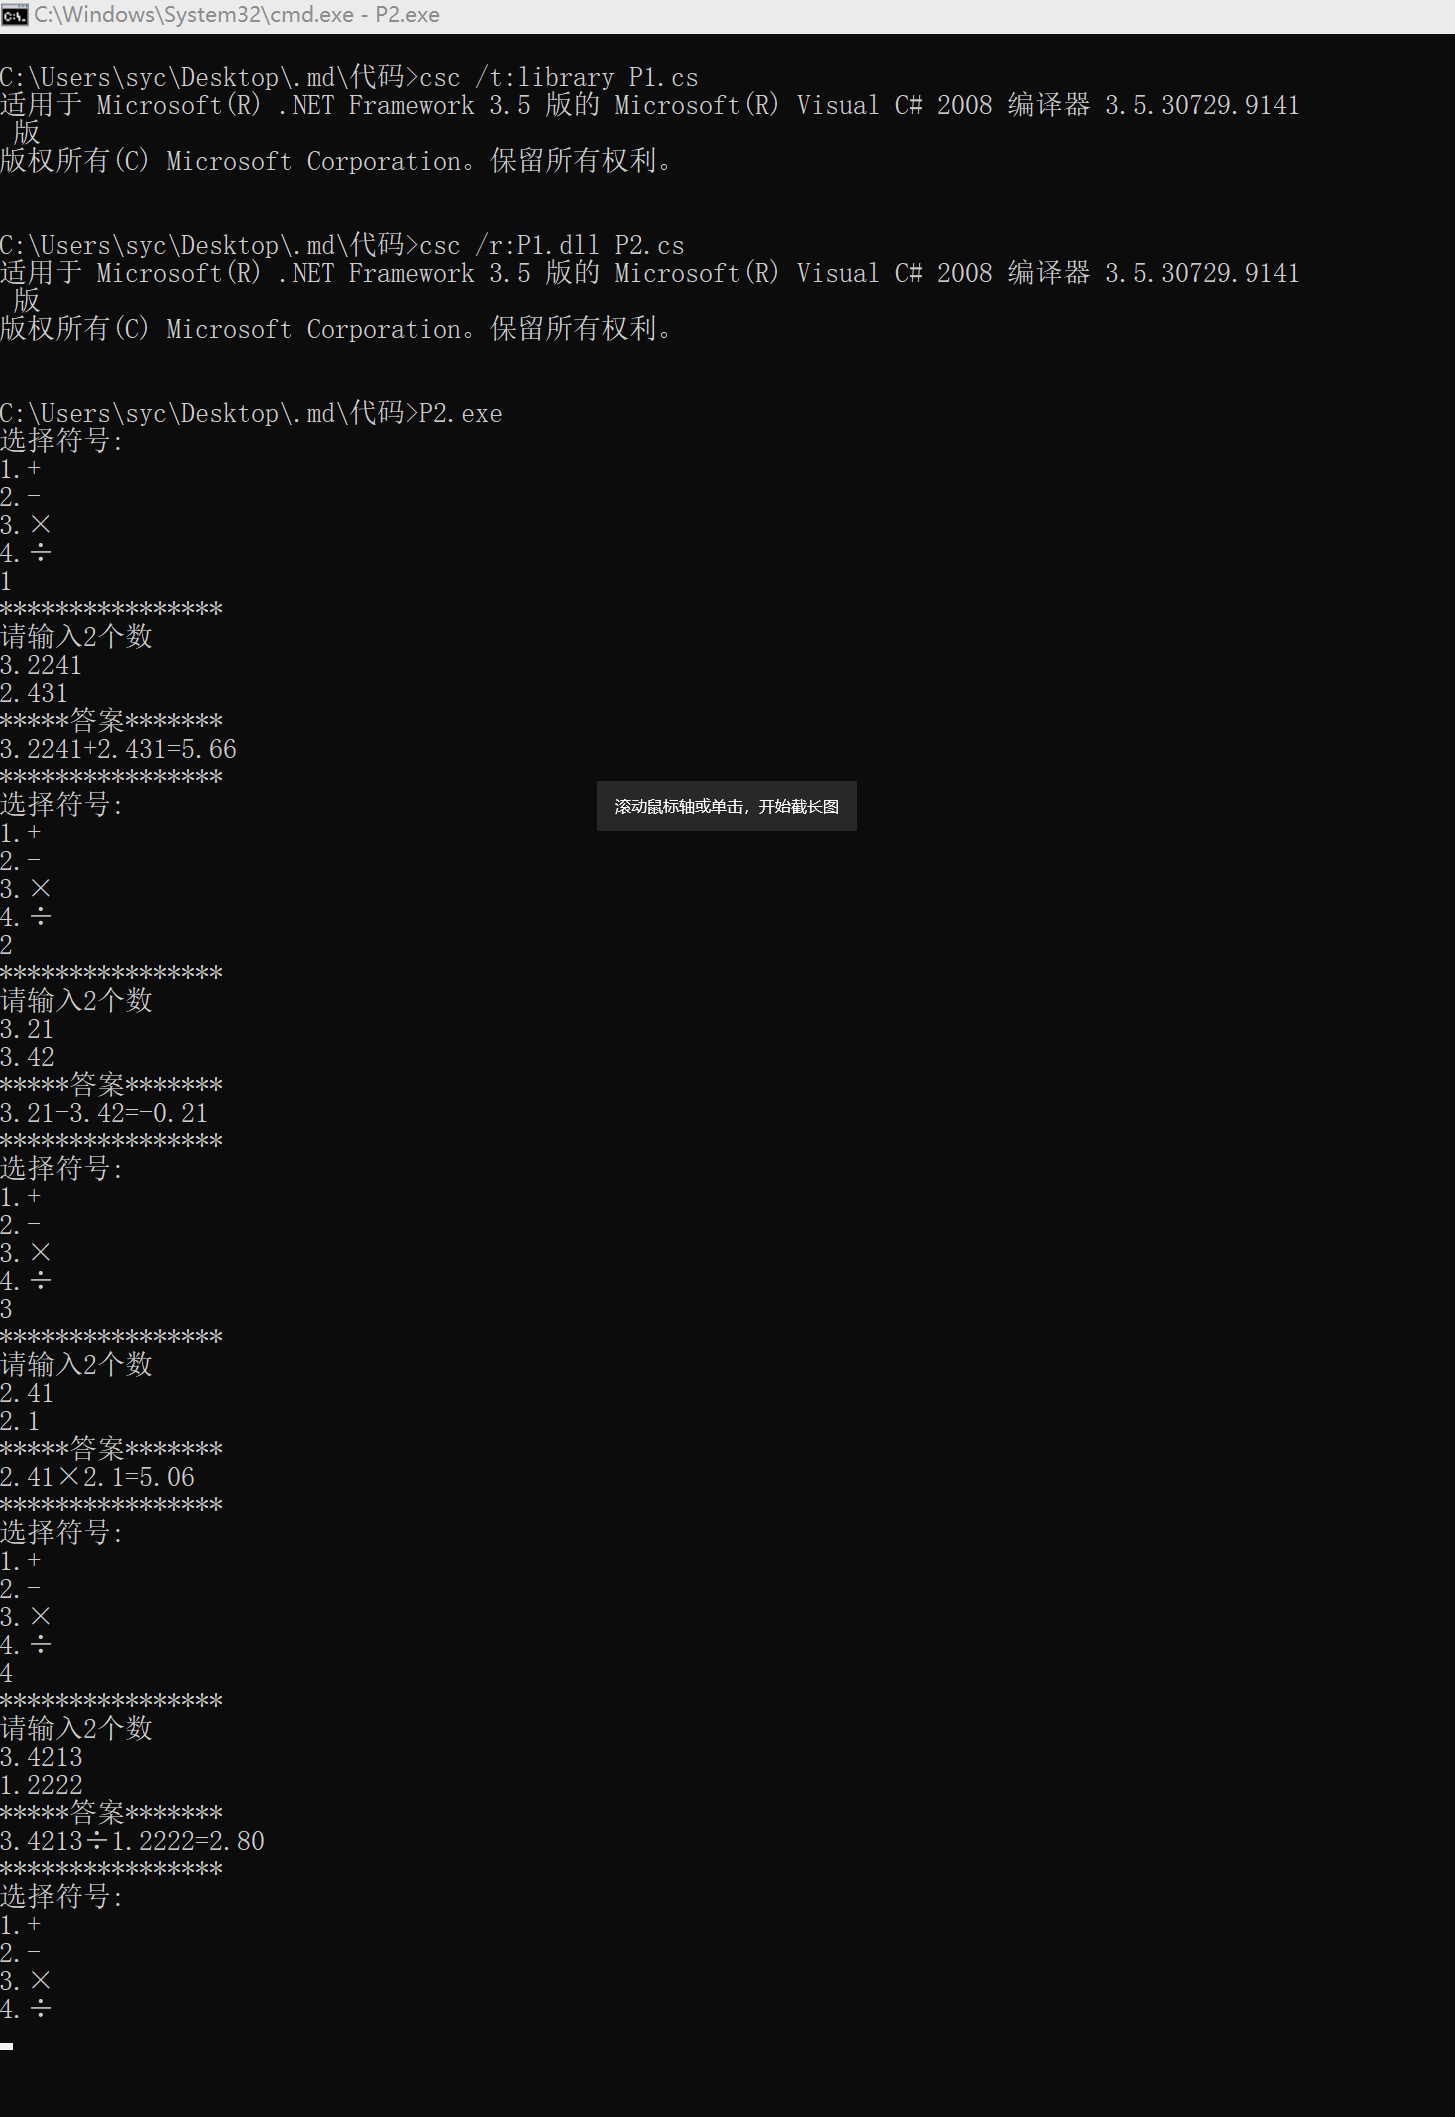 C:\Windows\System32\cmd.exe - P2.exe
C:\Users\syc\Desktop\.md\代码>csc /t:library P1.cs
适用于 Microsoft(R) .NET Framework 3.5 版的 Microsoft(R) Visual C# 2008 编译器 3.5.30729.9141
版
版权所有(C) Microsoft Corporation。保留所有权利。
C:\Users\syc\Desktop\.md\代码>csc /r:P1.dll P2.cs
适用于 Microsoft(R) .NET Framework 3.5 版的 Microsoft(R) Visual C# 2008 编译器 3.5.30729.9141
版
版权所有(C) Microsoft Corporation。保留所有权利。
C:\Users\syc\Desktop\.md\代码>P2.exe
选择符号:
1.+
2.-
3.×
4.÷
1
****************
请输入2个数
3.2241
2.431
*****答案*******
3.2241+2.431=5.66
****************
选择符号:
滚动鼠标轴或单击，开始截长图
1.+
2.-
3.×
4.÷
2
****************
请输入2个数
3.21
3.42
*****答案*******
3.21-3.42=-0.21
****************
选择符号:
1.+
2.-
3.×
4.÷
3
****************
请输入2个数
2.41
2.1
*****答案*******
2.41×2.1=5.06
****************
选择符号:
1.+
2.-
3.×
4.÷
4
****************
请输入2个数
3.4213
1.2222
*****答案*******
3.4213÷1.2222=2.80
****************
选择符号:
1.+
2.-
3.×
4.÷